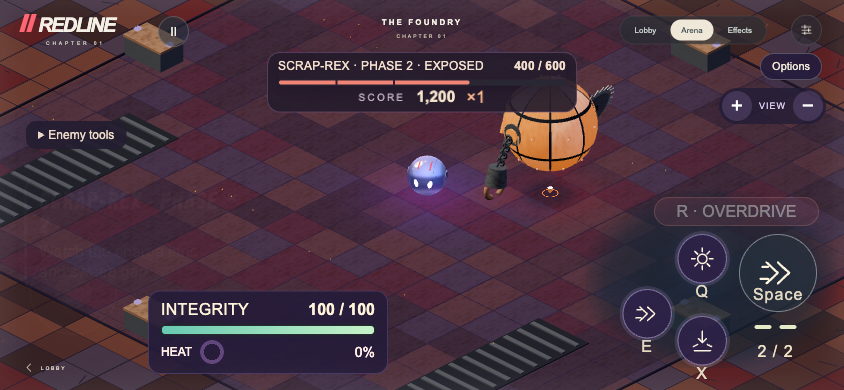 REDLINE
CHAPTER 01
THE FOUNDRY
CHAPTER 01
Lobby Arena Effects
Options
SCRAP-REX · PHASE 2 · EXPOSED 400 / 600
SCORE 1,200 ×1
+ VIEW −
Enemy tools
R · OVERDRIVE
Q
Space
E
2 / 2
X
INTEGRITY 100 / 100
HEAT 0%
LOBBY